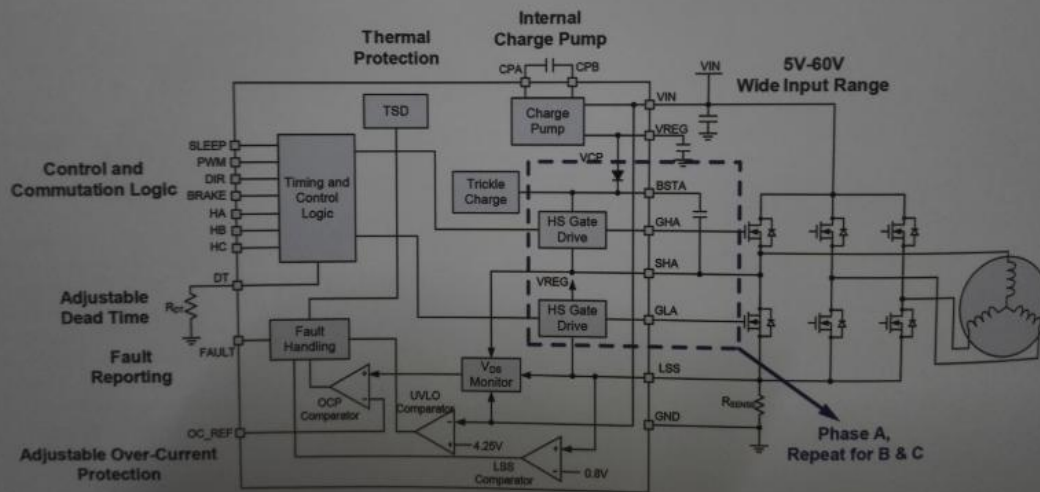 Thermal
Protection
Internal
Charge Pump
5V-60V
Wide Input Range
CPA
CPB
VIN
TSD
Charge
Pump
VIN
VREG
VCP
SLEEP
PWM
DIR
BRAKE
HA
HB
HC
Control and
Commutation Logic
Timing and
Control
Logic
Trickle
Charge
BSTA
HS Gate
Drive
GHA
SHA
VREG
DT
Adjustable
Dead Time
HS Gate
Drive
GLA
Fault
Handling
FAULT
Fault
Reporting
VDS
Monitor
LSS
OCP
Comparator
UVLO
Comparator
RSENSE
GND
OC_REF
4.25V
Adjustable Over-Current
Protection
LSS
Comparator
0.8V
Phase A,
Repeat for B & C